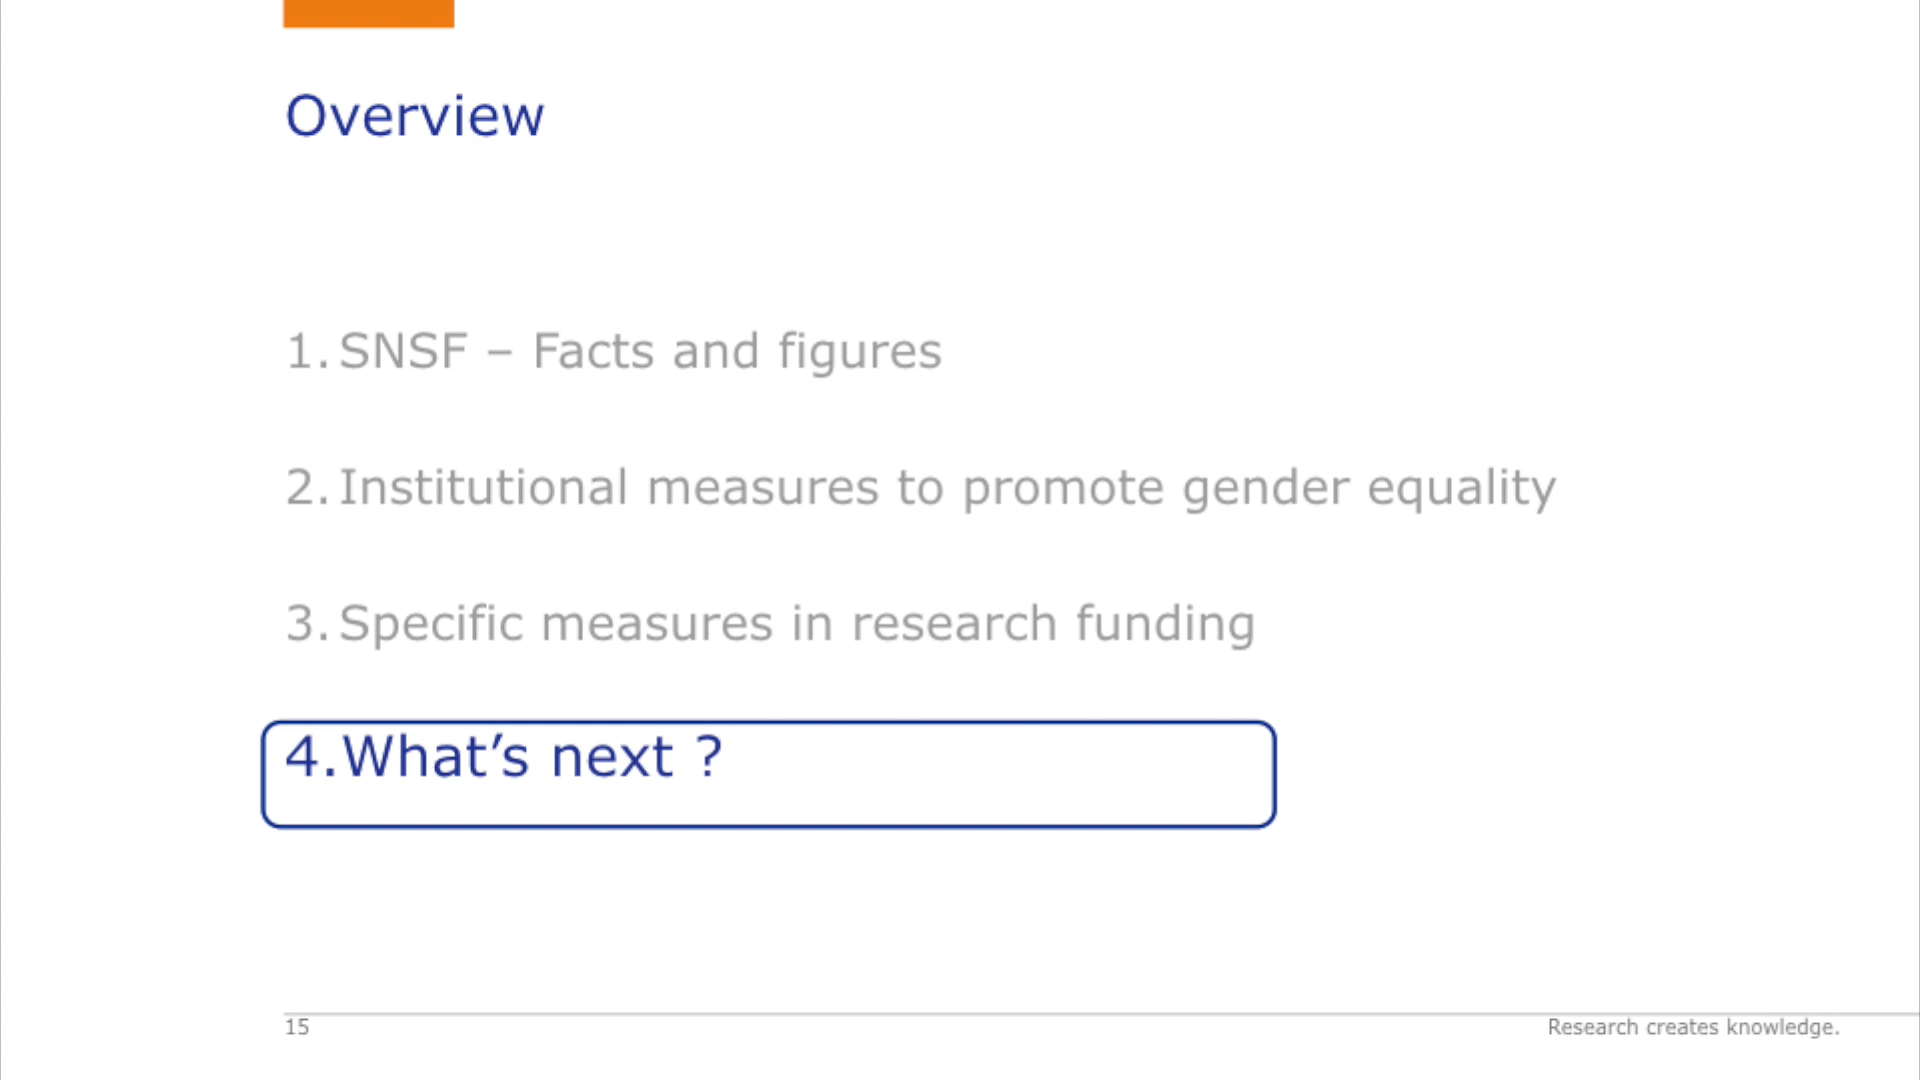 Overview
1. SNSF – Facts and figures
2. Institutional measures to promote gender equality
3. Specific measures in research funding
4.What’s next ?
15
Research creates knowledge.